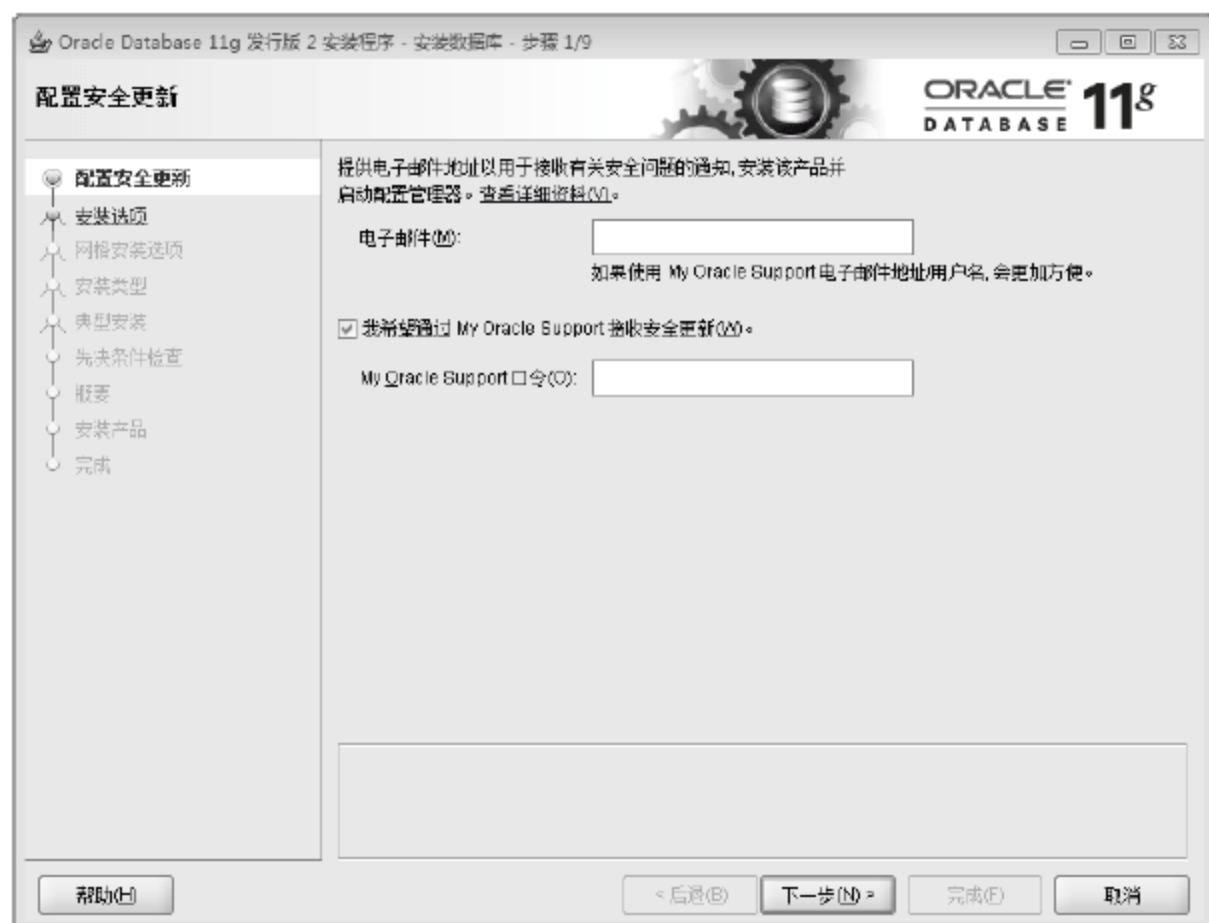 Oracle Database 11g 发行版 2 安装程序 - 安装数据库 - 步骤 1/9
配置安全更新
ORACLE 11g
DATABASE
配置安全更新
安装选项
网格安装选项
安装类型
典型安装
先决条件检查
概要
安装产品
完成
提供电子邮件地址以用于接收有关安全问题的通知, 安装该产品并
启动配置管理器。查看详细资料(V)。
电子邮件(M):
如果使用 My Oracle Support 电子邮件地址/用户名, 会更加方便。
我希望通过 My Oracle Support 接收安全更新(W)。
My Oracle Support 口令(O):
帮助(H)
< 后退(B)
下一步(N) >
完成(F)
取消